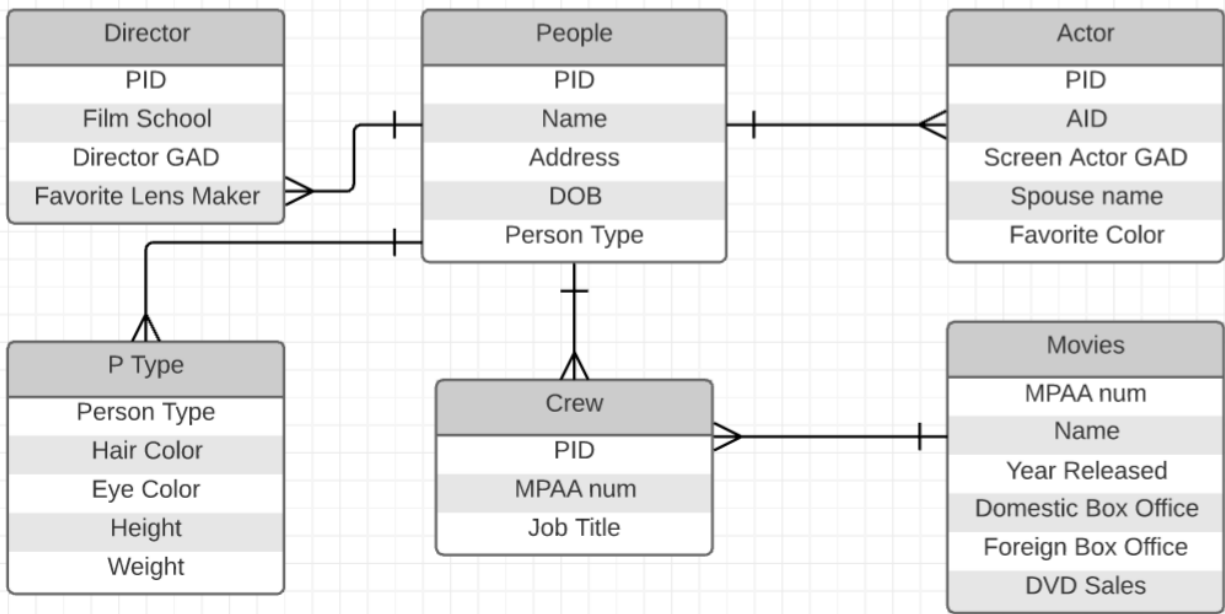 Director
PID
Film School
Director GAD
Favorite Lens Maker
People
PID
Name
Address
DOB
Person Type
Actor
PID
AID
Screen Actor GAD
Spouse name
Favorite Color
P Type
Person Type
Hair Color
Eye Color
Height
Weight
Crew
PID
MPAA num
Job Title
Movies
MPAA num
Name
Year Released
Domestic Box Office
Foreign Box Office
DVD Sales